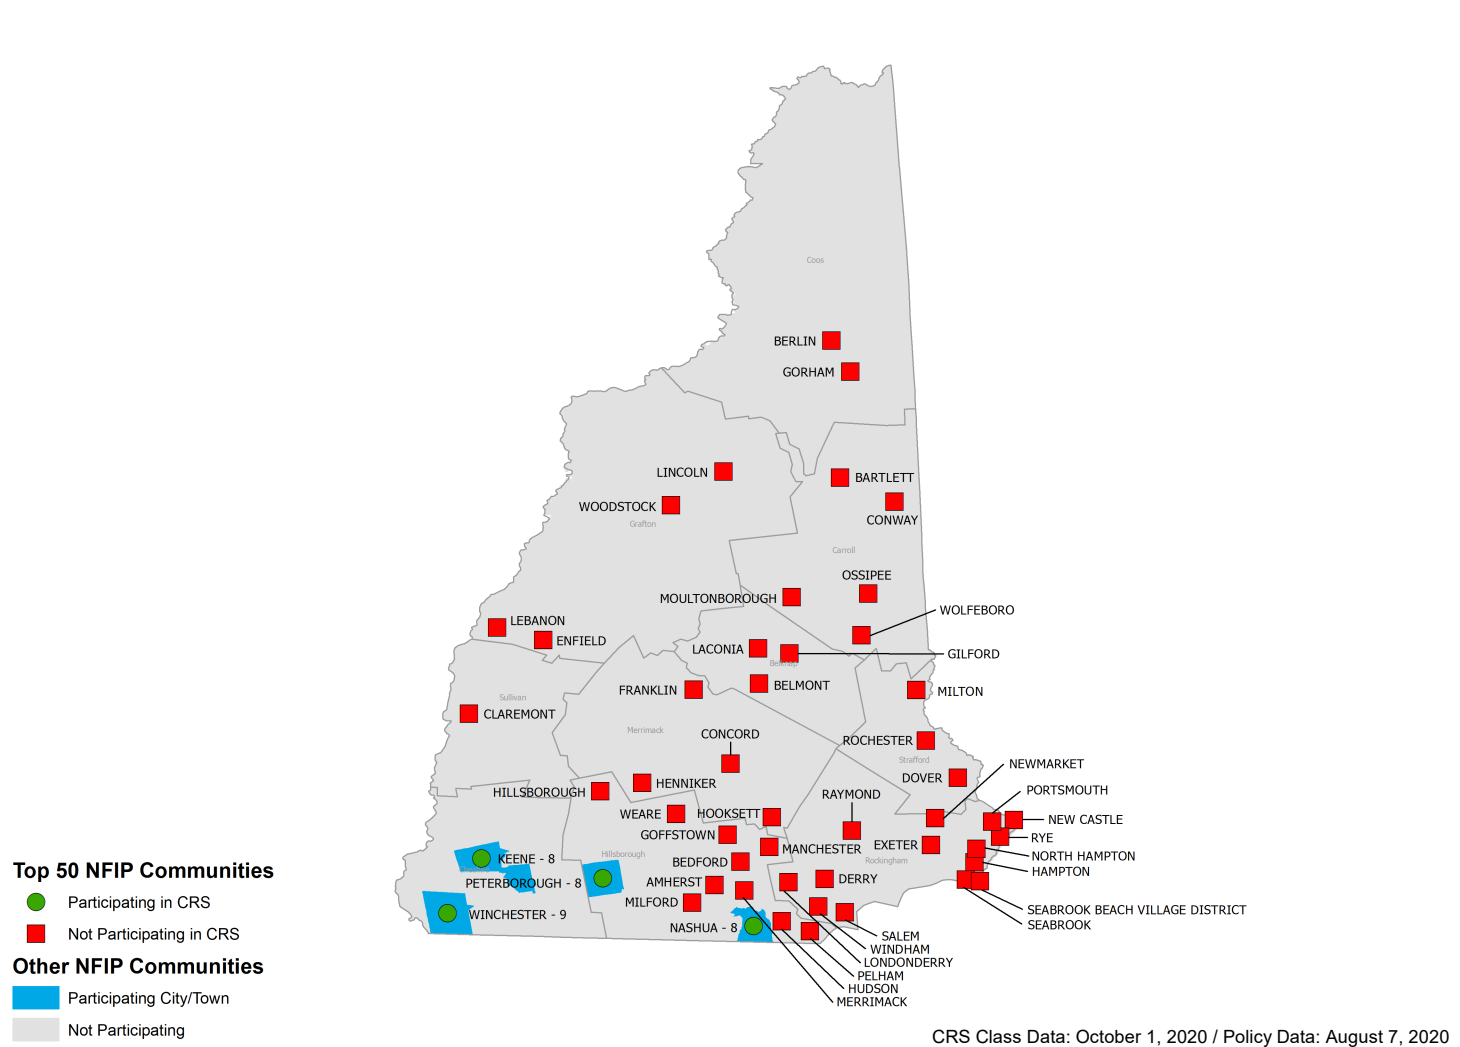 Coos
BERLIN
GORHAM
LINCOLN
BARTLETT
WOODSTOCK
CONWAY
Grafton
Carroll
OSSIPEE
MOULTONBOROUGH
WOLFEBORO
LEBANON
ENFIELD
LACONIA
GILFORD
Belknap
BELMONT
FRANKLIN
MILTON
Sullivan
CLAREMONT
Merrimack
CONCORD
ROCHESTER
Strafford
NEWMARKET
DOVER
HENNIKER
HILLSBOROUGH
PORTSMOUTH
RAYMOND
WEARE
HOOKSETT
NEW CASTLE
GOFFSTOWN
RYE
EXETER
MANCHESTER
Hillsborough
NORTH HAMPTON
KEENE - 8
BEDFORD
Rockingham
HAMPTON
PETERBOROUGH - 8
AMHERST
DERRY
MILFORD
SEABROOK BEACH VILLAGE DISTRICT
WINCHESTER - 9
SEABROOK
NASHUA - 8
SALEM
WINDHAM
LONDONDERRY
PELHAM
HUDSON
MERRIMACK
Top 50 NFIP Communities
Participating in CRS
Not Participating in CRS
Other NFIP Communities
Participating City/Town
Not Participating
CRS Class Data: October 1, 2020 / Policy Data: August 7, 2020